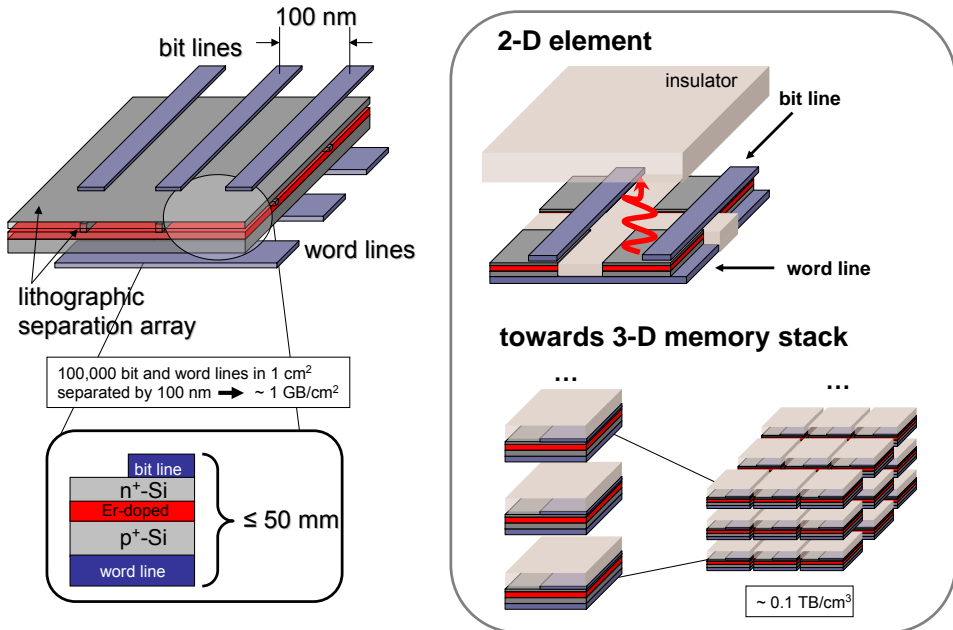 100 nm
bit lines
word lines
lithographic
separation array
100,000 bit and word lines in 1 cm²
separated by 100 nm ➡ ~ 1 GB/cm²
bit line
n⁺-Si
Er-doped
p⁺-Si
word line
≤ 50 mm
2-D element
insulator
bit line
word line
towards 3-D memory stack
...
...
~ 0.1 TB/cm³